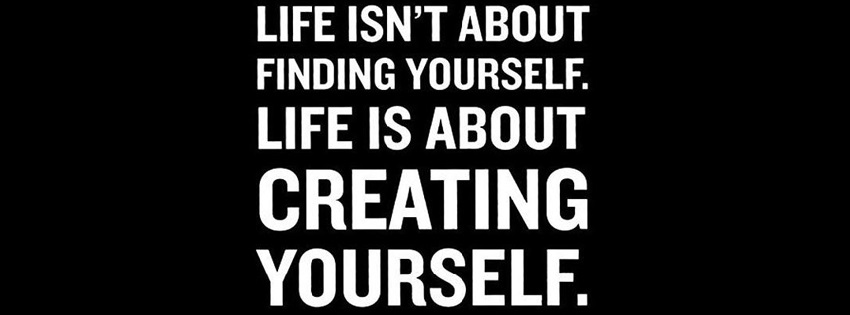 LIFE ISN'T ABOUT
FINDING YOURSELF.
LIFE IS ABOUT
CREATING
YOURSELF.